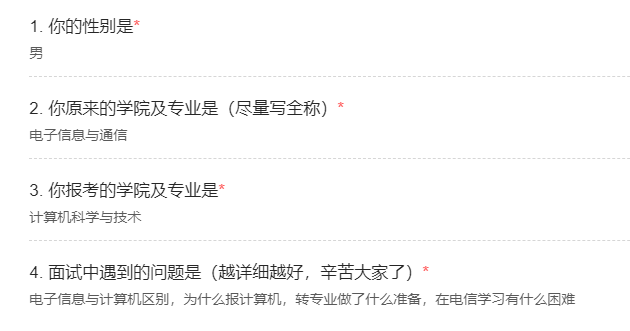 1. 你的性别是*
男
2. 你原来的学院及专业是（尽量写全称）*
电子信息与通信
3. 你报考的学院及专业是*
计算机科学与技术
4. 面试中遇到的问题是（越详细越好，辛苦大家了）*
电子信息与计算机区别，为什么报计算机，转专业做了什么准备，在电信学习有什么困难